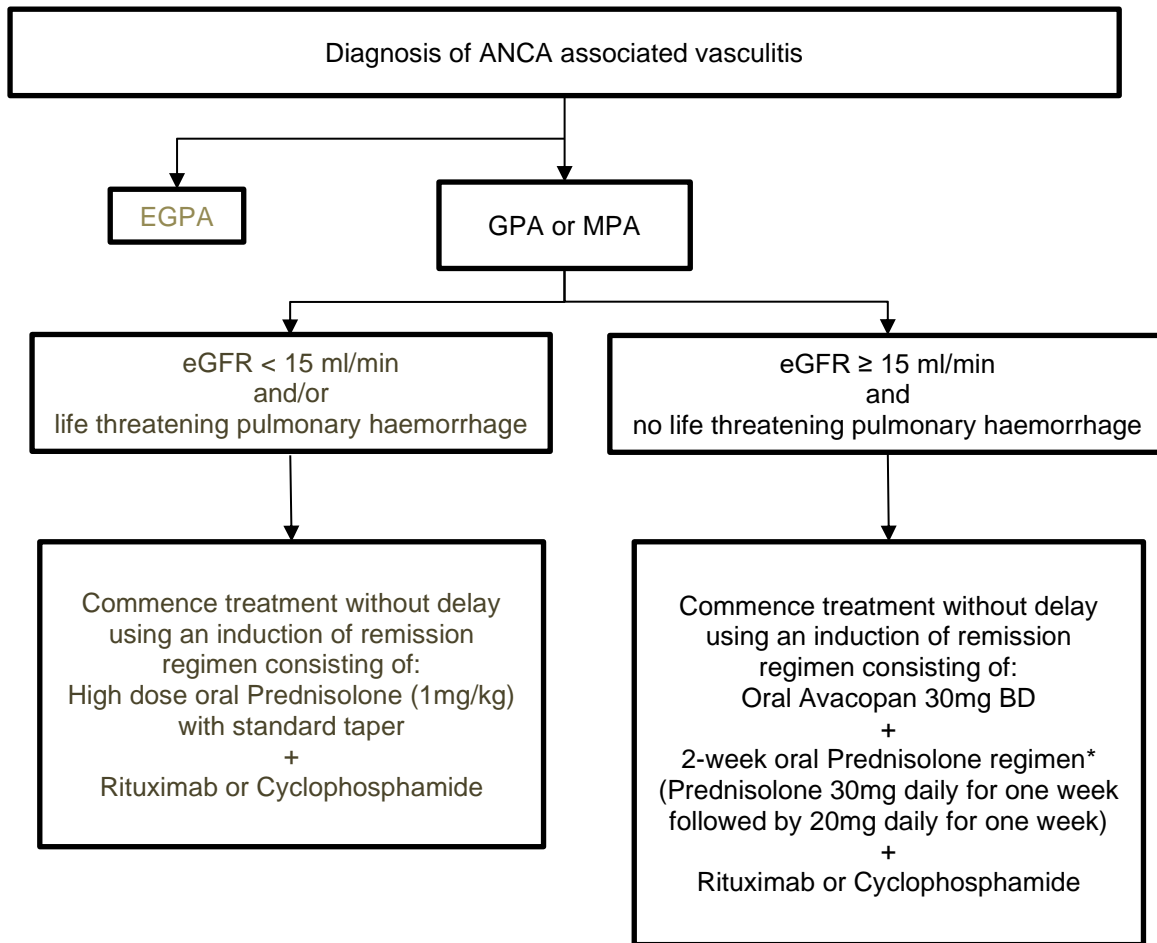 Diagnosis of ANCA associated vasculitis
EGPA
GPA or MPA
eGFR < 15 ml/min
and/or
life threatening pulmonary haemorrhage
eGFR ≥ 15 ml/min
and
no life threatening pulmonary haemorrhage
Commence treatment without delay
using an induction of remission
regimen consisting of:
High dose oral Prednisolone (1mg/kg)
with standard taper
+
Rituximab or Cyclophosphamide
Commence treatment without delay
using an induction of remission
regimen consisting of:
Oral Avacopan 30mg BD
+
2-week oral Prednisolone regimen*
(Prednisolone 30mg daily for one week
followed by 20mg daily for one week)
+
Rituximab or Cyclophosphamide